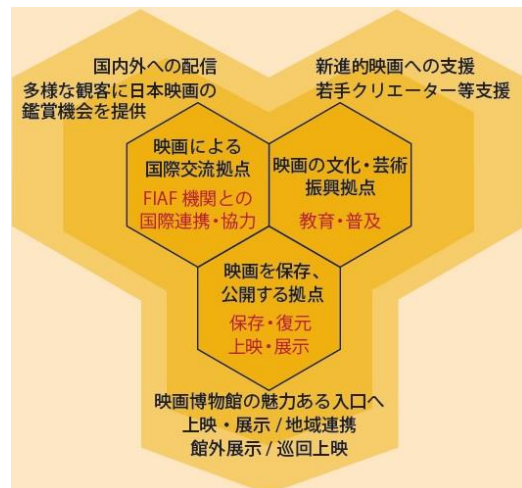 国内外への配信
多様な観客に日本映画の
鑑賞機会を提供
新進的映画への支援
若手クリエーター等支援
映画による
国際交流拠点
FIAF 機関との
国際連携・協力
映画の文化・芸術
振興拠点
教育・普及
映画を保存、
公開する拠点
保存・復元
上映・展示
映画博物館の魅力ある入口へ
上映・展示 / 地域連携
館外展示 / 巡回上映